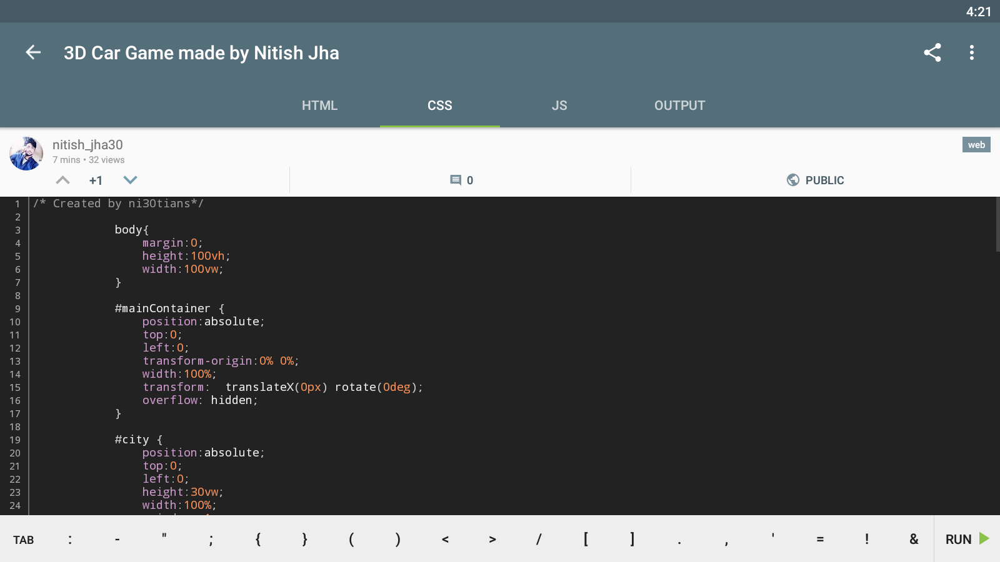 4:21
3D Car Game made by Nitish Jha
HTML CSS JS OUTPUT
nitish_jha30
web
7 mins • 32 views
+1 0 PUBLIC
1 /* Created by ni30tians*/
2
3 body{
4 margin:0;
5 height:100vh;
6 width:100vw;
7 }
8
9 #mainContainer {
10 position:absolute;
11 top:0;
12 left:0;
13 transform-origin:0% 0%;
14 width:100%;
15 transform:  translateX(0px) rotate(0deg);
16 overflow: hidden;
17 }
18
19 #city {
20 position:absolute;
21 top:0;
22 left:0;
23 height:30vw;
24 width:100%;
TAB : - " ; { } ( ) < > / [ ] . , ' = ! & RUN